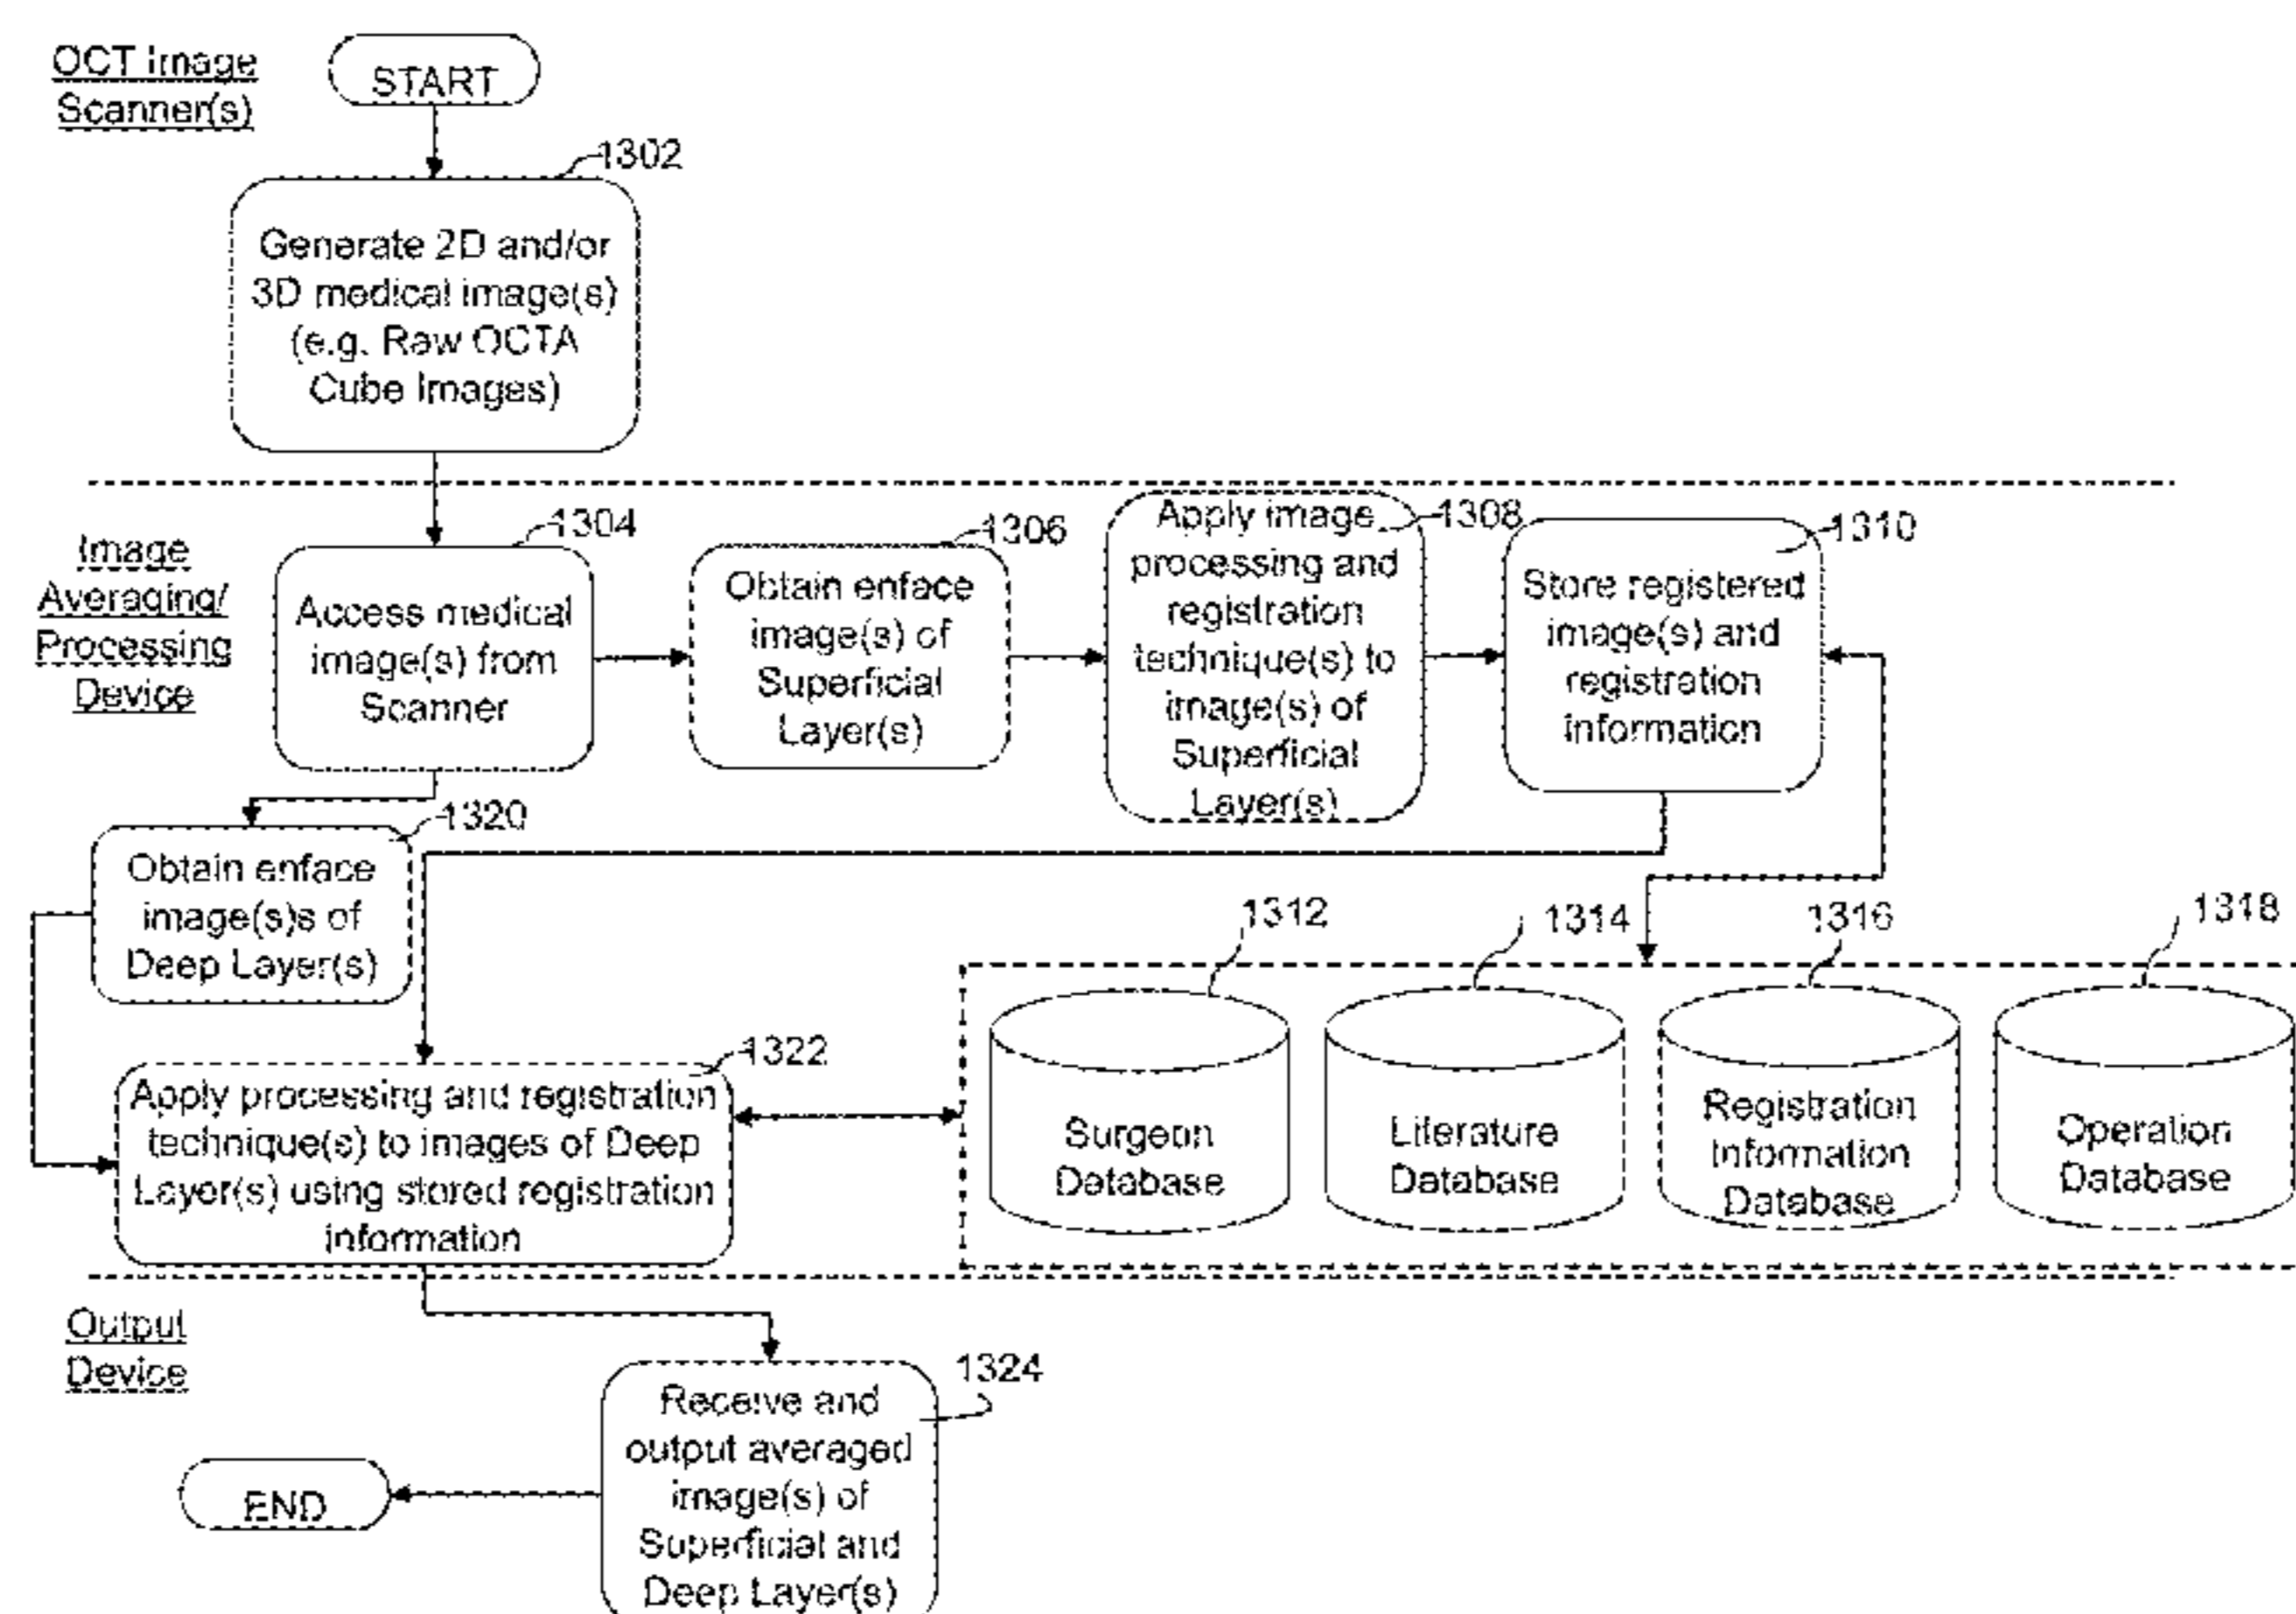 OCT Image
Scanner(s)
START
1302
Generate 2D and/or
3D medical image(s)
(e.g. Raw OCTA
Cube Images)
Image
Averaging/
Processing
Device
1304
Access medical
image(s) from
Scanner
1306
Obtain enface
image(s) of
Superficial
Layer(s)
1308
Apply image
processing and
registration
technique(s) to
image(s) of
Superficial
Layer(s)
1310
Store registered
image(s) and
registration
information
1320
Obtain enface
image(s)s of
Deep Layer(s)
1322
Apply processing and registration
technique(s) to images of Deep
Layer(s) using stored registration
information
1312
Surgeon
Database
1314
Literature
Database
1316
Registration
Information
Database
1318
Operation
Database
Output
Device
1324
Receive and
output averaged
image(s) of
Superficial and
Deep Layer(s)
END